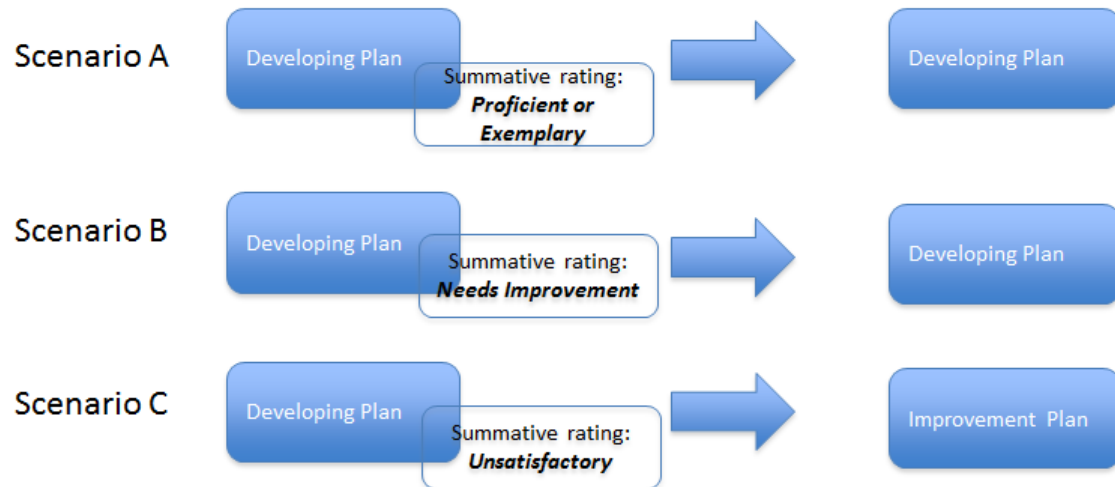 Scenario A
Developing Plan
Summative rating:
Proficient or
Exemplary
Developing Plan
Scenario B
Developing Plan
Summative rating:
Needs Improvement
Developing Plan
Scenario C
Developing Plan
Summative rating:
Unsatisfactory
Improvement Plan